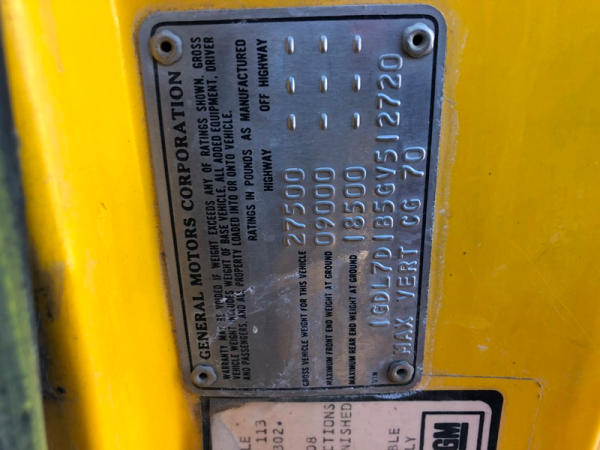 GENERAL MOTORS CORPORATION
WARRANTY MAY BE VOIDED IF WEIGHT EXCEEDS ANY OF RATINGS SHOWN. GROSS
VEHICLE WEIGHT INCLUDES WEIGHT OF BASE VEHICLE, ALL ADDED EQUIPMENT, DRIVER
AND PASSENGERS, AND ALL PROPERTY LOADED INTO OR ONTO VEHICLE.
RATINGS IN POUNDS AS MANUFACTURED
HIGHWAY OFF HIGHWAY
GROSS VEHICLE WEIGHT FOR THIS VEHICLE 27500 - - -
MAXIMUM FRONT END WEIGHT AT GROUND 09000 - - -
MAXIMUM REAR END WEIGHT AT GROUND 18500 - - -
VIN 1GDL7D1B5GV512720
MAX VERT CG 70
LE 113
302.
08
CTIONS
NISHED
BLE
LY
GM